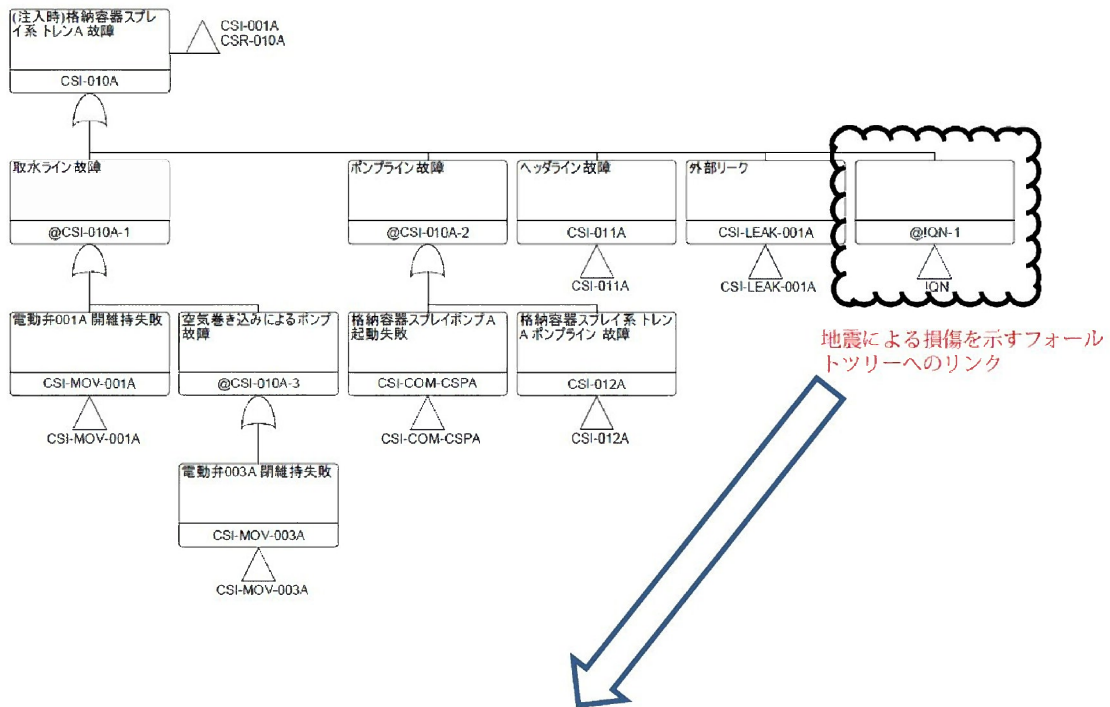 (注入時)格納容器スプレ
イ系 トレンA 故障
CSI-010A
CSI-001A
CSR-010A
取水ライン故障
@CSI-010A-1
ポンプライン故障
@CSI-010A-2
ヘッダライン故障
CSI-011A
CSI-011A
外部リーク
CSI-LEAK-001A
CSI-LEAK-001A
@!QN-1
!QN
地震による損傷を示すフォール
トツリーへのリンク
電動弁001A 開維持失敗
CSI-MOV-001A
CSI-MOV-001A
空気巻き込みによるポンプ
故障
@CSI-010A-3
格納容器スプレイポンプA
起動失敗
CSI-COM-CSPA
CSI-COM-CSPA
格納容器スプレイ系 トレン
A ポンプライン 故障
CSI-012A
CSI-012A
電動弁003A 閉維持失敗
CSI-MOV-003A
CSI-MOV-003A